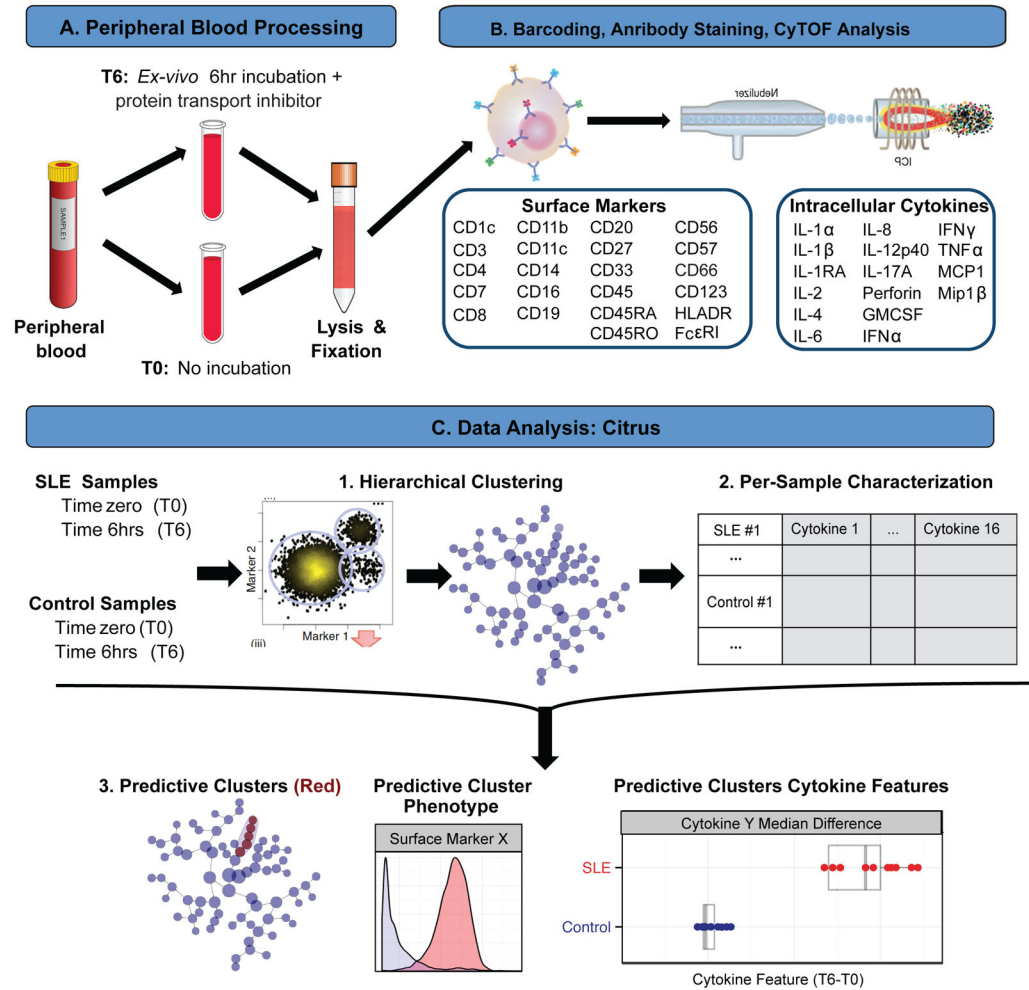 A. Peripheral Blood Processing
T6: Ex-vivo 6hr incubation +
protein transport inhibitor
SAMPLE1
Peripheral
blood
Lysis &
Fixation
T0: No incubation
B. Barcoding, Anribody Staining, CyTOF Analysis
Nebulizer
ICP
Surface Markers
CD1c CD11b CD20 CD56
CD3 CD11c CD27 CD57
CD4 CD14 CD33 CD66
CD7 CD16 CD45 CD123
CD8 CD19 CD45RA HLADR
CD45RO FcεRI
Intracellular Cytokines
IL-1α IL-8 IFNγ
IL-1β IL-12p40 TNFα
IL-1RA IL-17A MCP1
IL-2 Perforin Mip1β
IL-4 GMCSF
IL-6 IFNα
C. Data Analysis: Citrus
SLE Samples
Time zero (T0)
Time 6hrs (T6)
Control Samples
Time zero (T0)
Time 6hrs (T6)
Marker 2
Marker 1
(iii)
1. Hierarchical Clustering
2. Per-Sample Characterization
SLE #1 Cytokine 1 ... Cytokine 16
...
Control #1
...
3. Predictive Clusters (Red)
Predictive Cluster
Phenotype
Surface Marker X
Predictive Clusters Cytokine Features
Cytokine Y Median Difference
SLE
Control
Cytokine Feature (T6-T0)